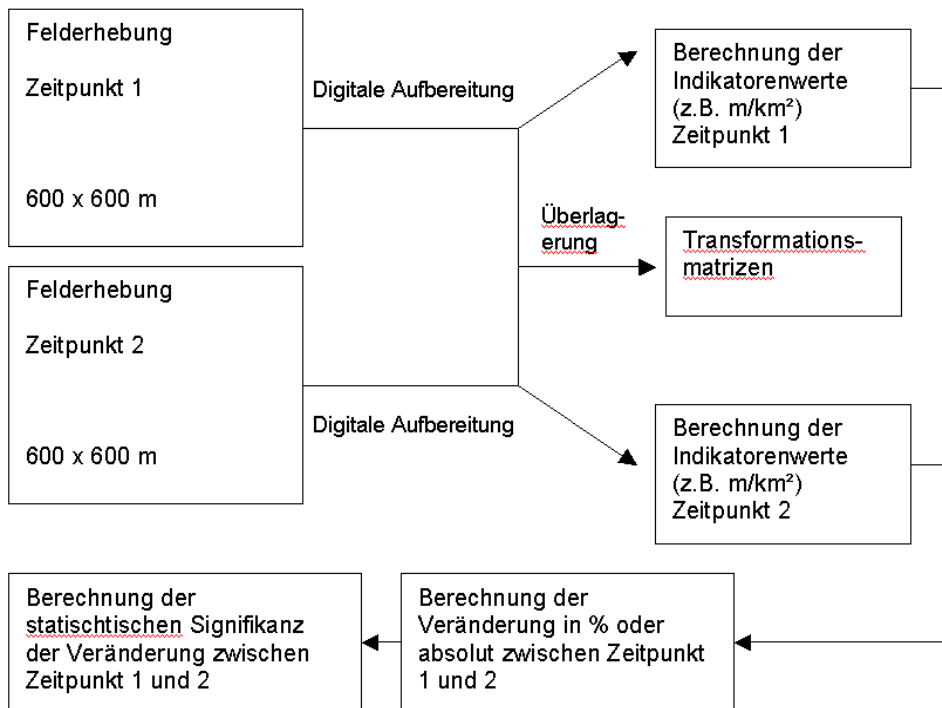 Felderhebung
Zeitpunkt 1
600 x 600 m
Digitale Aufbereitung
Berechnung der
Indikatorenwerte
(z.B. m/km²)
Zeitpunkt 1
Überlag-
erung
Transformations-
matrizen
Felderhebung
Zeitpunkt 2
600 x 600 m
Digitale Aufbereitung
Berechnung der
Indikatorenwerte
(z.B. m/km²)
Zeitpunkt 2
Berechnung der
statischtischen Signifikanz
der Veränderung zwischen
Zeitpunkt 1 und 2
Berechnung der
Veränderung in % oder
absolut zwischen Zeitpunkt
1 und 2